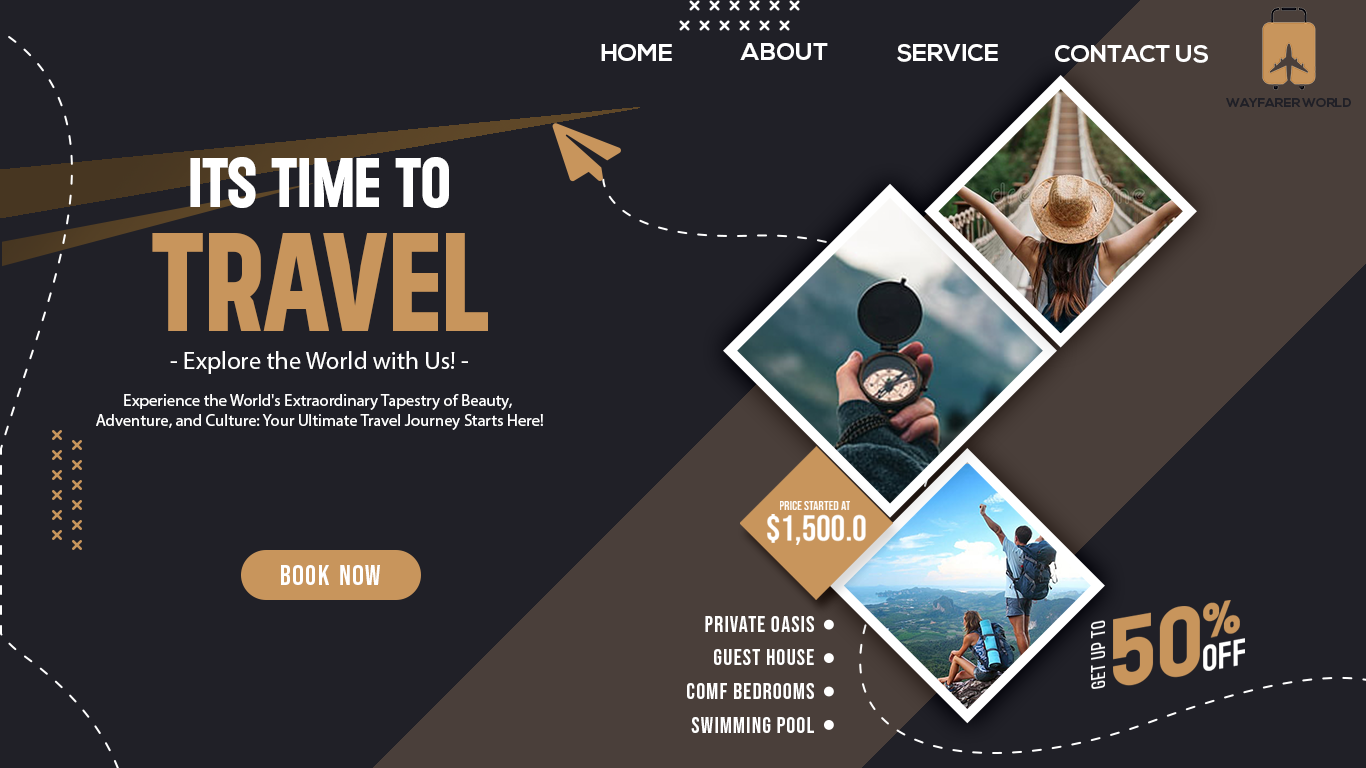 HOME
ABOUT
SERVICE
CONTACT US
WAYFARER WORLD
ITS TIME TO
TRAVEL
- Explore the World with Us! -
Experience the World's Extraordinary Tapestry of Beauty,
Adventure, and Culture: Your Ultimate Travel Journey Starts Here!
BOOK NOW
PRICE STARTED AT
$1,500.0
PRIVATE OASIS
GUEST HOUSE
COMF BEDROOMS
SWIMMING POOL
GET UP TO
50%
OFF